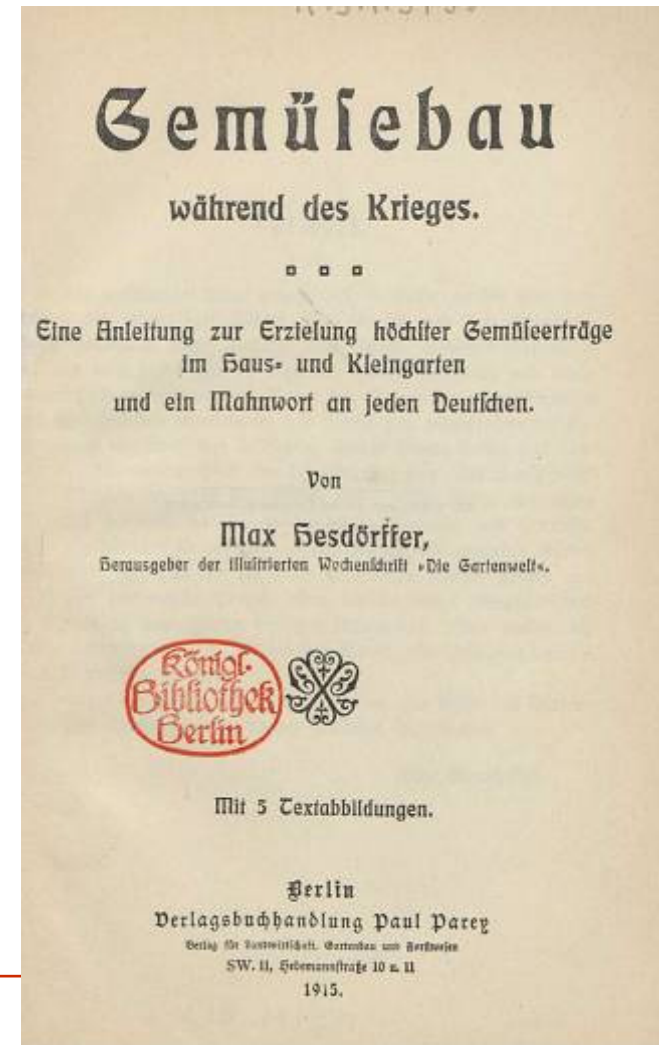 Gemüſebau
während des Krieges.
Eine Anleitung zur Erzielung höchſter Gemüſeerträge
im Haus- und Kleingarten
und ein Mahnwort an jeden Deutſchen.
Von
Max Hesdörffer,
Herausgeber der illuſtrierten Wochenſchrift »Die Gartenwelt«.
Königl.
Bibliothek
Berlin
Mit 5 Textabbildungen.
Berlin
Verlagsbuchhandlung Paul Parey
Verlag für Landwirtſchaft, Gartenbau und Forſtweſen
SW. 11, Hedemannſtraße 10 u. 11
1915.